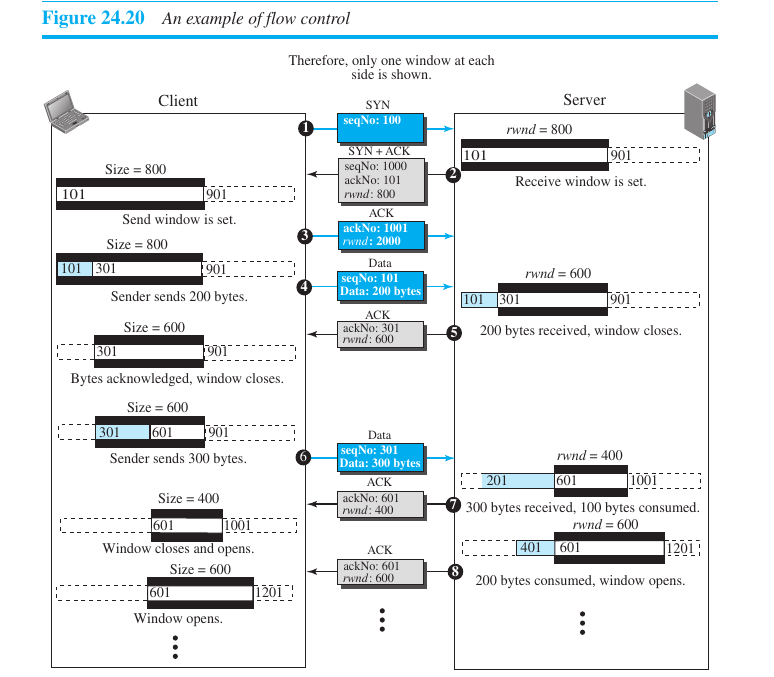 Figure 24.20 An example of flow control
Therefore, only one window at each
side is shown.
Client
Server
SYN
1
seqNo: 100
rwnd = 800
101
901
Receive window is set.
SYN + ACK
seqNo: 1000
ackNo: 101
rwnd: 800
2
Size = 800
101
901
Send window is set.
ACK
3
ackNo: 1001
rwnd: 2000
Size = 800
101 301
901
Sender sends 200 bytes.
Data
4
seqNo: 101
Data: 200 bytes
rwnd = 600
101 301
901
200 bytes received, window closes.
ACK
ackNo: 301
rwnd: 600
5
Size = 600
301
901
Bytes acknowledged, window closes.
Size = 600
301 601
901
Sender sends 300 bytes.
Data
6
seqNo: 301
Data: 300 bytes
rwnd = 400
201 601
1001
300 bytes received, 100 bytes consumed.
ACK
ackNo: 601
rwnd: 400
7
Size = 400
601
1001
Window closes and opens.
rwnd = 600
401 601
1201
200 bytes consumed, window opens.
ACK
ackNo: 601
rwnd: 600
8
Size = 600
601
1201
Window opens.